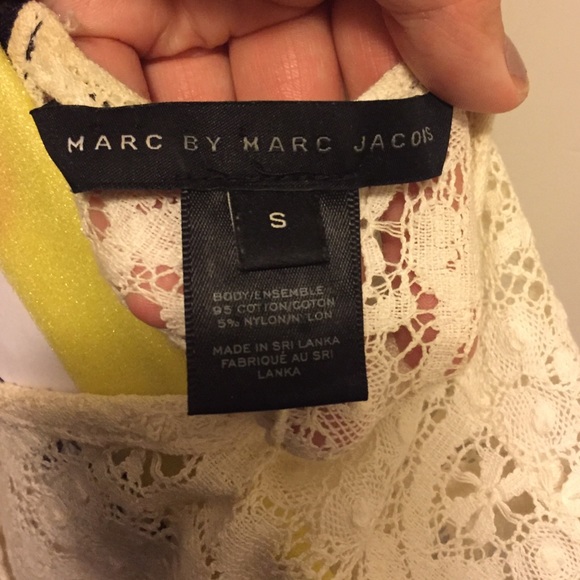 MARC BY MARC JACOBS
S
BODY/ENSEMBLE
95 COTTON/COTON
5% NYLON/NYLON
MADE IN SRI LANKA
FABRIQUÉ AU SRI
LANKA